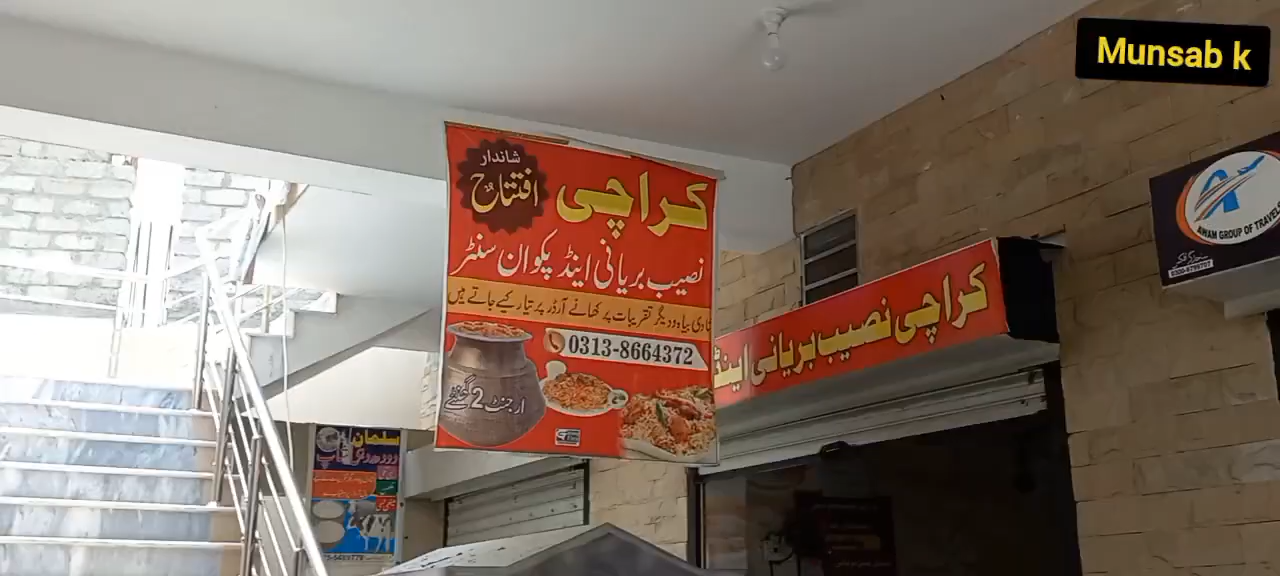 Munsab k
شاندار
افتتاح
کراچی
نصیب بریانی اینڈ پکوان سنٹر
شادی بیاہ و دیگر تقریبات پر کھانے آرڈر پر تیار کیے جاتے ہیں
0313-8664372
ارجنٹ 2 گھنٹے
کراچی نصیب بریانی اینڈ
AWAM GROUP OF TRAVEL
سلمان